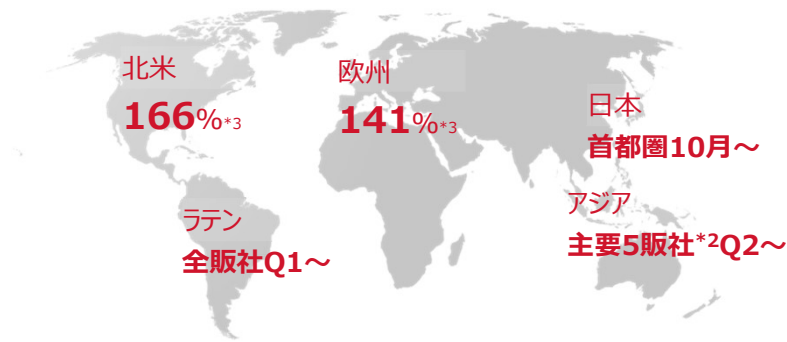 北米
166%*3
欧州
141%*3
日本
首都圏10月～
ラテン
全販社Q1～
アジア
主要5販社*2Q2～